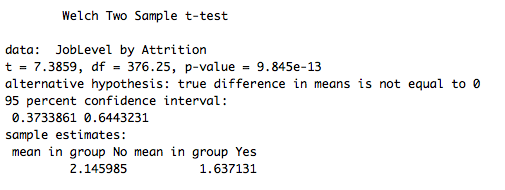 Welch Two Sample t-test
data:  JobLevel by Attrition
t = 7.3859, df = 376.25, p-value = 9.845e-13
alternative hypothesis: true difference in means is not equal to 0
95 percent confidence interval:
 0.3733861 0.6443231
sample estimates:
 mean in group No mean in group Yes
         2.145985          1.637131